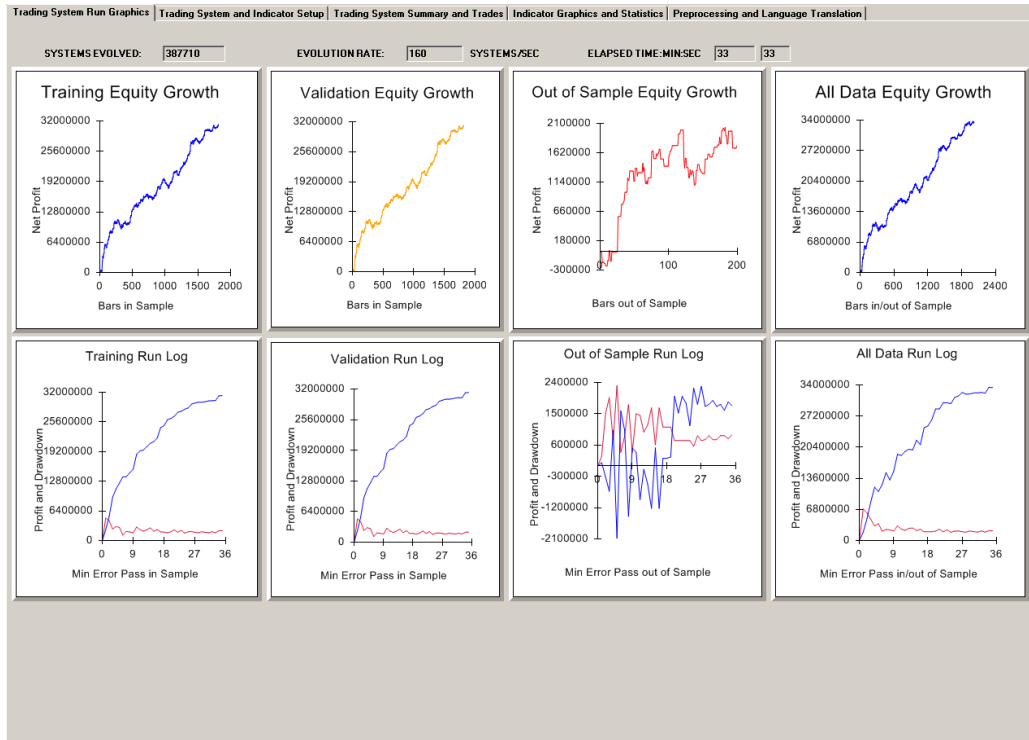 Trading System Run Graphics Trading System and Indicator Setup Trading System Summary and Trades Indicator Graphics and Statistics Preprocessing and Language Translation
SYSTEMS EVOLVED: 387710 EVOLUTION RATE: 160 SYSTEMS/SEC ELAPSED TIME:MIN:SEC 33 33
Training Equity Growth
Net Profit
32000000
25600000
19200000
12800000
6400000
0
0 500 1000 1500 2000
Bars in Sample
Validation Equity Growth
Net Profit
32000000
25600000
19200000
12800000
6400000
0
0 500 1000 1500 2000
Bars in Sample
Out of Sample Equity Growth
Net Profit
2100000
1620000
1140000
660000
180000
-300000
0 100 200
Bars out of Sample
All Data Equity Growth
Net Profit
34000000
27200000
20400000
13600000
6800000
0
0 600 1200 1800 2400
Bars in/out of Sample
Training Run Log
Profit and Drawdown
32000000
25600000
19200000
12800000
6400000
0
0 9 18 27 36
Min Error Pass in Sample
Validation Run Log
Profit and Drawdown
32000000
25600000
19200000
12800000
6400000
0
0 9 18 27 36
Min Error Pass in Sample
Out of Sample Run Log
Profit and Drawdown
2400000
1500000
600000
-300000
-1200000
-2100000
0 9 18 27 36
Min Error Pass out of Sample
All Data Run Log
Profit and Drawdown
34000000
27200000
20400000
13600000
6800000
0
0 9 18 27 36
Min Error Pass in/out of Sample